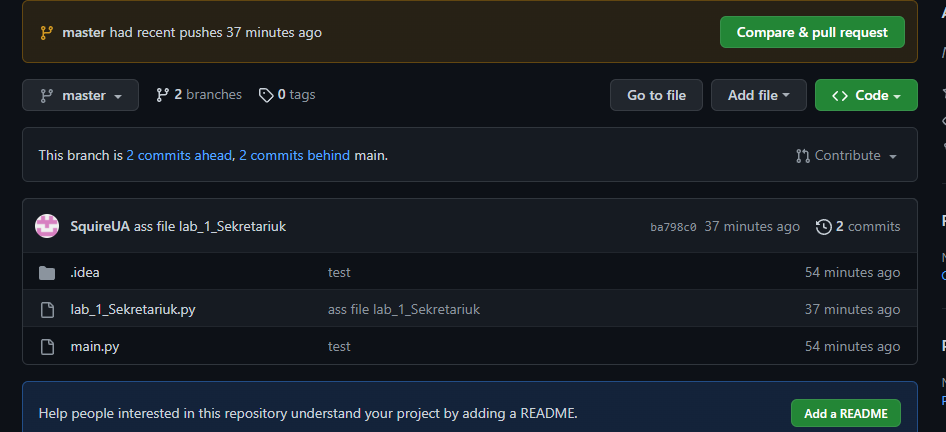 master had recent pushes 37 minutes ago Compare & pull request
master 2 branches 0 tags Go to file Add file Code
This branch is 2 commits ahead, 2 commits behind main. Contribute
SquireUA ass file lab_1_Sekretariuk ba798c0 37 minutes ago 2 commits
.idea test 54 minutes ago
lab_1_Sekretariuk.py ass file lab_1_Sekretariuk 37 minutes ago
main.py test 54 minutes ago
Help people interested in this repository understand your project by adding a README. Add a README